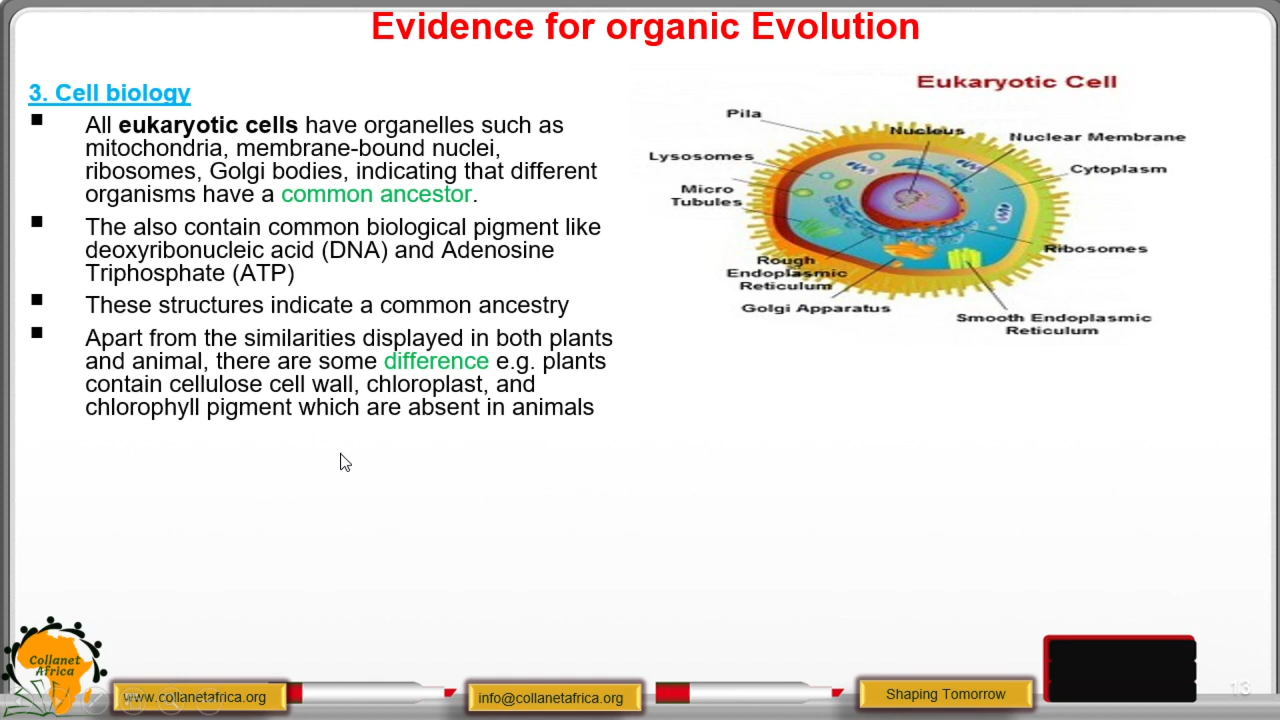 Evidence for organic Evolution
3. Cell biology
All eukaryotic cells have organelles such as
mitochondria, membrane-bound nuclei,
ribosomes, Golgi bodies, indicating that different
organisms have a common ancestor.
The also contain common biological pigment like
deoxyribonucleic acid (DNA) and Adenosine
Triphosphate (ATP)
These structures indicate a common ancestry
Apart from the similarities displayed in both plants
and animal, there are some difference e.g. plants
contain cellulose cell wall, chloroplast, and
chlorophyll pigment which are absent in animals
Eukaryotic Cell
Pila
Nucleus
Nuclear Membrane
Lysosomes
Cytoplasm
Micro
Tubules
Ribosomes
Rough
Endoplasmic
Reticulum
Golgi Apparatus
Smooth Endoplasmic
Reticulum
Collanet
Africa
www.collanetafrica.org
info@collanetafrica.org
Shaping Tomorrow
13